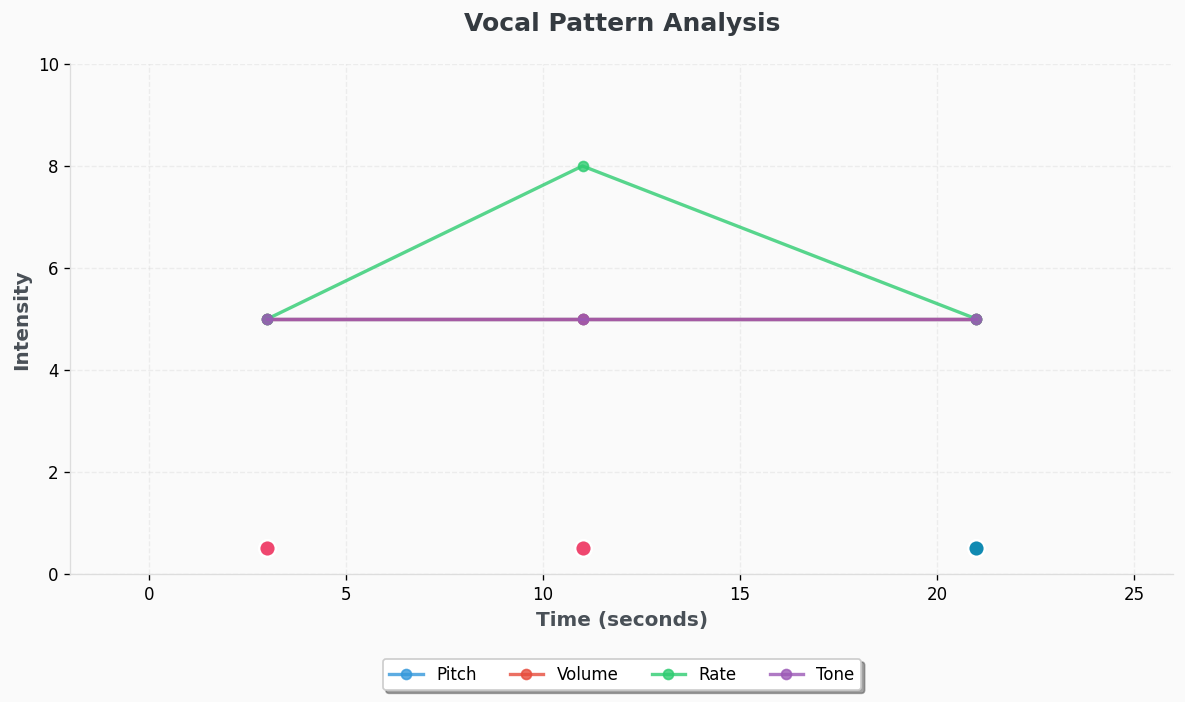 Vocal Pattern Analysis
10
8
6
4
2
0
Intensity
0 5 10 15 20 25
Time (seconds)
Pitch Volume Rate Tone